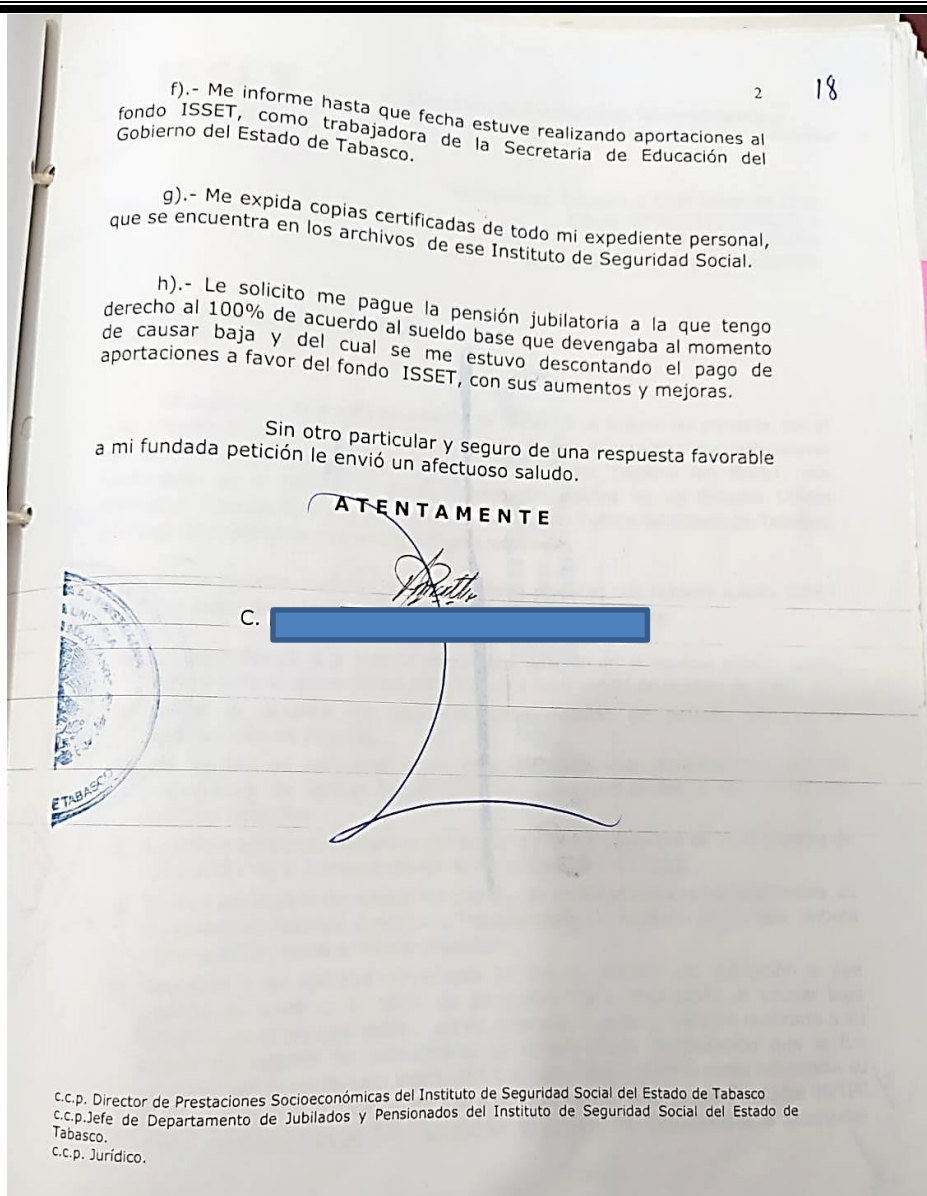 2 18
f).- Me informe hasta que fecha estuve realizando aportaciones al
fondo ISSET, como trabajadora de la Secretaria de Educación del
Gobierno del Estado de Tabasco.
g).- Me expida copias certificadas de todo mi expediente personal,
que se encuentra en los archivos de ese Instituto de Seguridad Social.
h).- Le solicito me pague la pensión jubilatoria a la que tengo
derecho al 100% de acuerdo al sueldo base que devengaba al momento
de causar baja y del cual se me estuvo descontando el pago de
aportaciones a favor del fondo ISSET, con sus aumentos y mejoras.
Sin otro particular y seguro de una respuesta favorable
a mi fundada petición le envió un afectuoso saludo.
ATENTAMENTE
C.
E TABASCO
c.c.p. Director de Prestaciones Socioeconómicas del Instituto de Seguridad Social del Estado de Tabasco
c.c.p.Jefe de Departamento de Jubilados y Pensionados del Instituto de Seguridad Social del Estado de
Tabasco.
c.c.p. Jurídico.